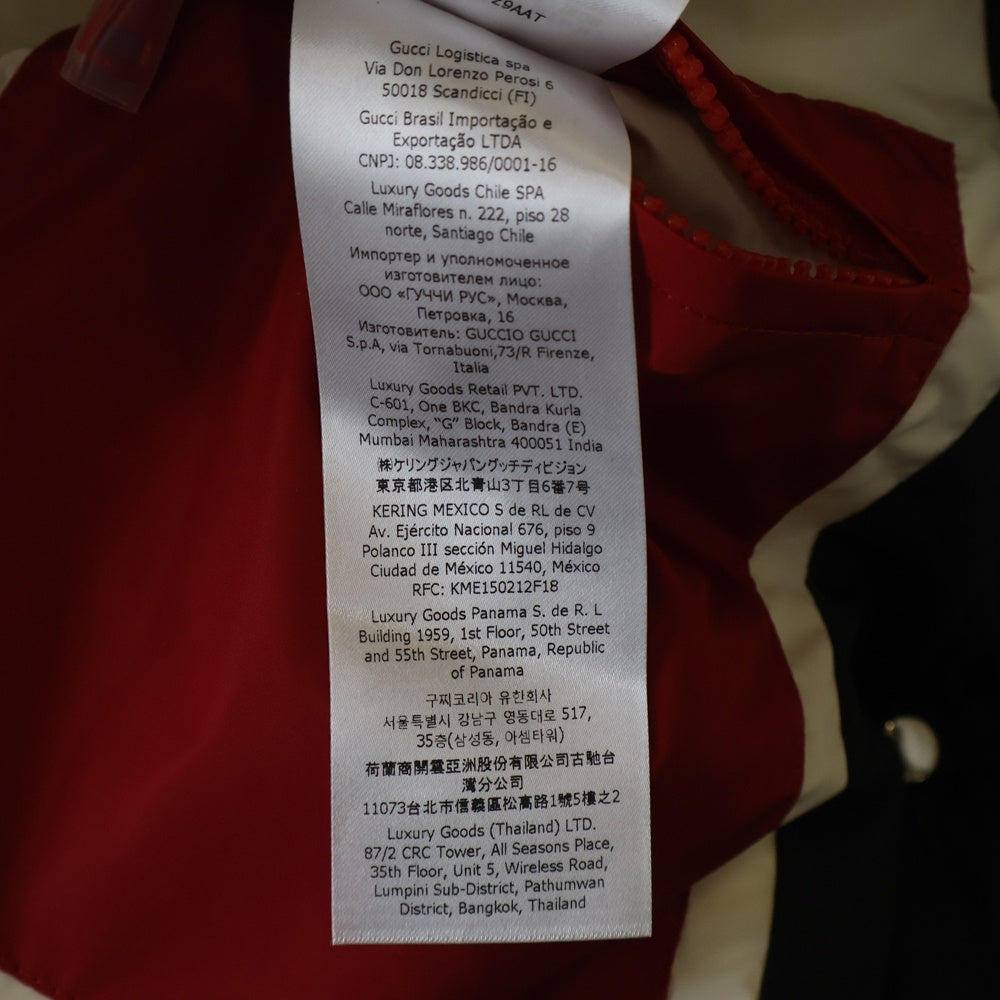 29AAT
Gucci Logistica spa
Via Don Lorenzo Perosi 6
50018 Scandicci (FI)
Gucci Brasil Importação e
Exportação LTDA
CNPJ: 08.338.986/0001-16
Luxury Goods Chile SPA
Calle Miraflores n. 222, piso 28
norte, Santiago Chile
Импортер и уполномоченное
изготовителем лицо:
ООО «ГУЧЧИ РУС», Москва,
Петровка, 16
Изготовитель: GUCCIO GUCCI
S.p.A, via Tornabuoni,73/R Firenze,
Italia
Luxury Goods Retail PVT. LTD.
C-601, One BKC, Bandra Kurla
Complex, “G” Block, Bandra (E)
Mumbai Maharashtra 400051 India
㈱ケリングジャパングッチディビジョン
東京都港区北青山3丁目6番7号
KERING MEXICO S de RL de CV
Av. Ejército Nacional 676, piso 9
Polanco III sección Miguel Hidalgo
Ciudad de México 11540, México
RFC: KME150212F18
Luxury Goods Panama S. de R. L
Building 1959, 1st Floor, 50th Street
and 55th Street, Panama, Republic
of Panama
구찌코리아 유한회사
서울특별시 강남구 영동대로 517,
35층(삼성동, 아셈타워)
荷蘭商開雲亞洲股份有限公司古馳台
灣分公司
11073台北市信義區松高路1號5樓之2
Luxury Goods (Thailand) LTD.
87/2 CRC Tower, All Seasons Place,
35th Floor, Unit 5, Wireless Road,
Lumpini Sub-District, Pathumwan
District, Bangkok, Thailand